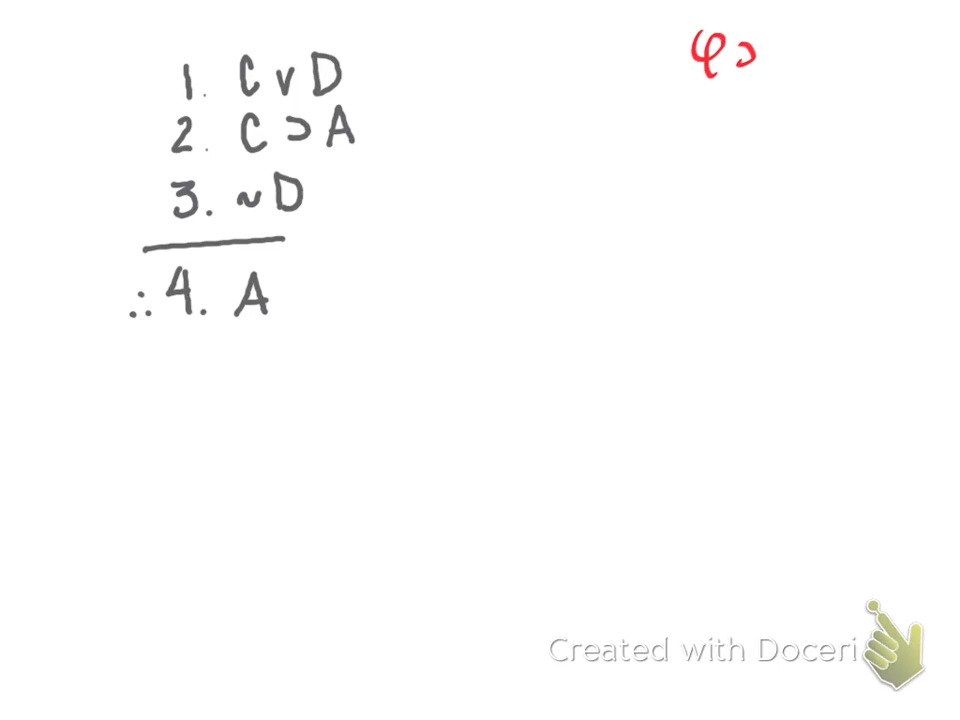 1. C v D
φ ⊃
2. C ⊃ A
3. ~D
∴ 4. A
Created with Doceri